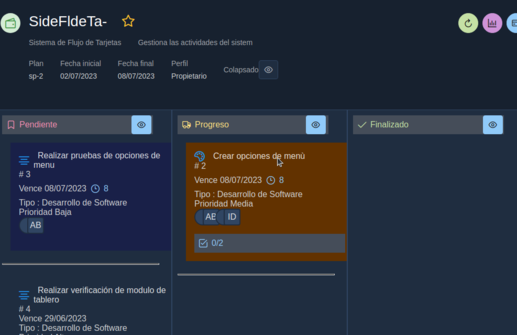 SideFldeTa-
Sistema de Flujo de Tarjetas Gestiona las actividades del sistema
Plan Fecha inicial Fecha final Perfil
sp-2 02/07/2023 08/07/2023 Propietario
Colapsado
Pendiente
Realizar pruebas de opciones de
menu
# 3
Vence 08/07/2023 8
Tipo : Desarrollo de Software
Prioridad Baja
AB
Realizar verificación de modulo de
tablero
# 4
Vence 29/06/2023
Tipo : Desarrollo de Software
Progreso
Crear opciones de menù
# 2
Vence 08/07/2023 8
Tipo : Desarrollo de Software
Prioridad Media
AE ID
0/2
Finalizado